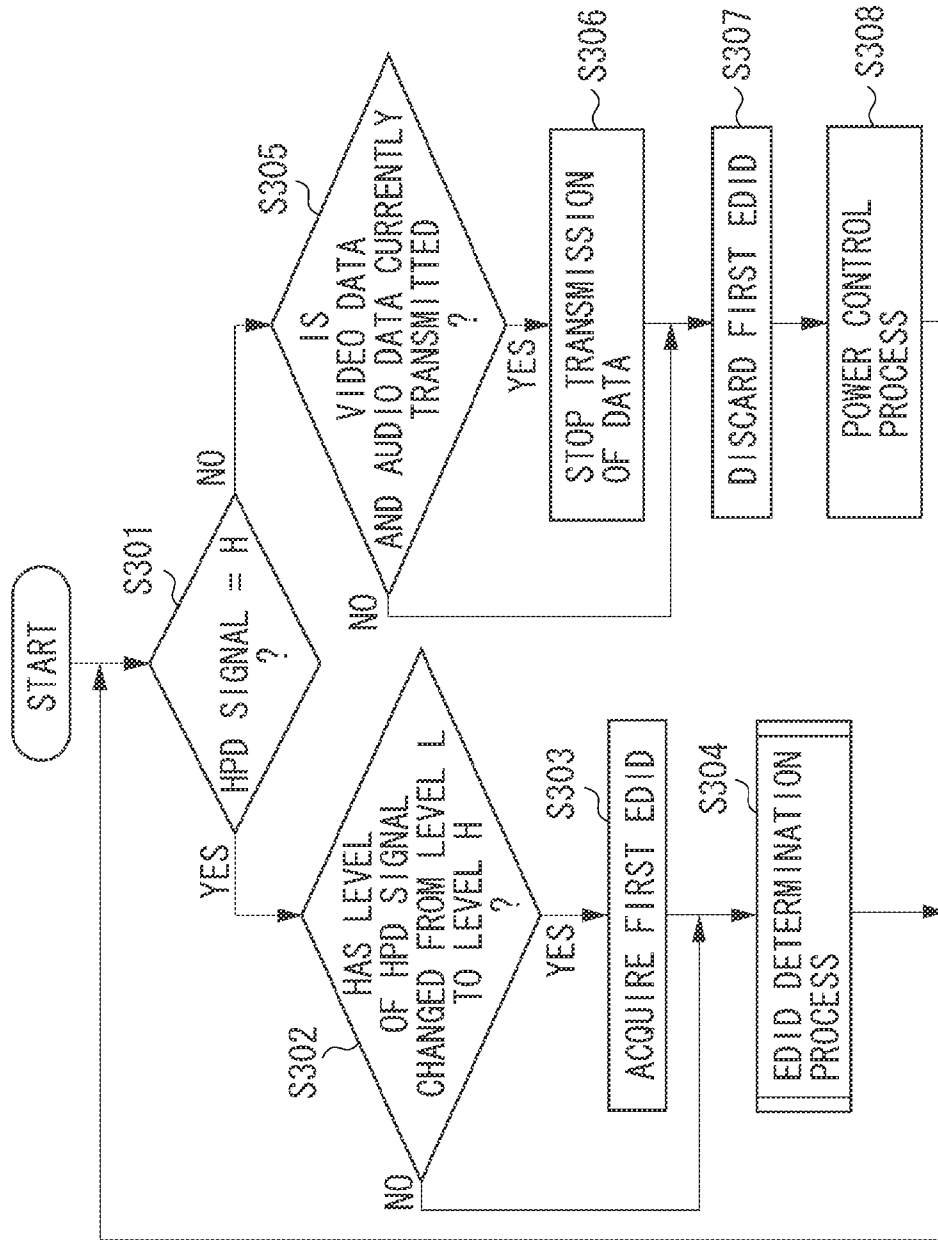 START
S301
HPD SIGNAL = H
?
YES
NO
S302
HAS LEVEL
OF HPD SIGNAL
CHANGED FROM LEVEL L
TO LEVEL H
?
NO
YES
S303
ACQUIRE FIRST EDID
S304
EDID DETERMINATION
PROCESS
S305
IS
VIDEO DATA
AND AUDIO DATA CURRENTLY
TRANSMITTED
?
NO
YES
S306
STOP TRANSMISSION
OF DATA
S307
DISCARD FIRST EDID
S308
POWER CONTROL
PROCESS